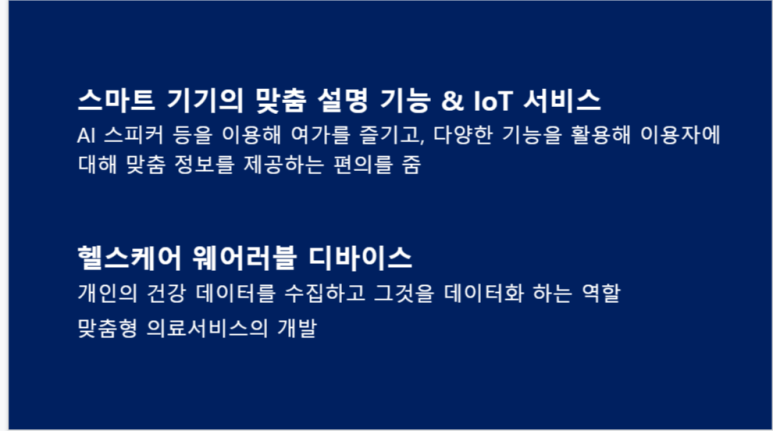 스마트 기기의 맞춤 설명 기능 & IoT 서비스
AI 스피커 등을 이용해 여가를 즐기고, 다양한 기능을 활용해 이용자에
대해 맞춤 정보를 제공하는 편의를 줌
헬스케어 웨어러블 디바이스
개인의 건강 데이터를 수집하고 그것을 데이터화 하는 역할
맞춤형 의료서비스의 개발